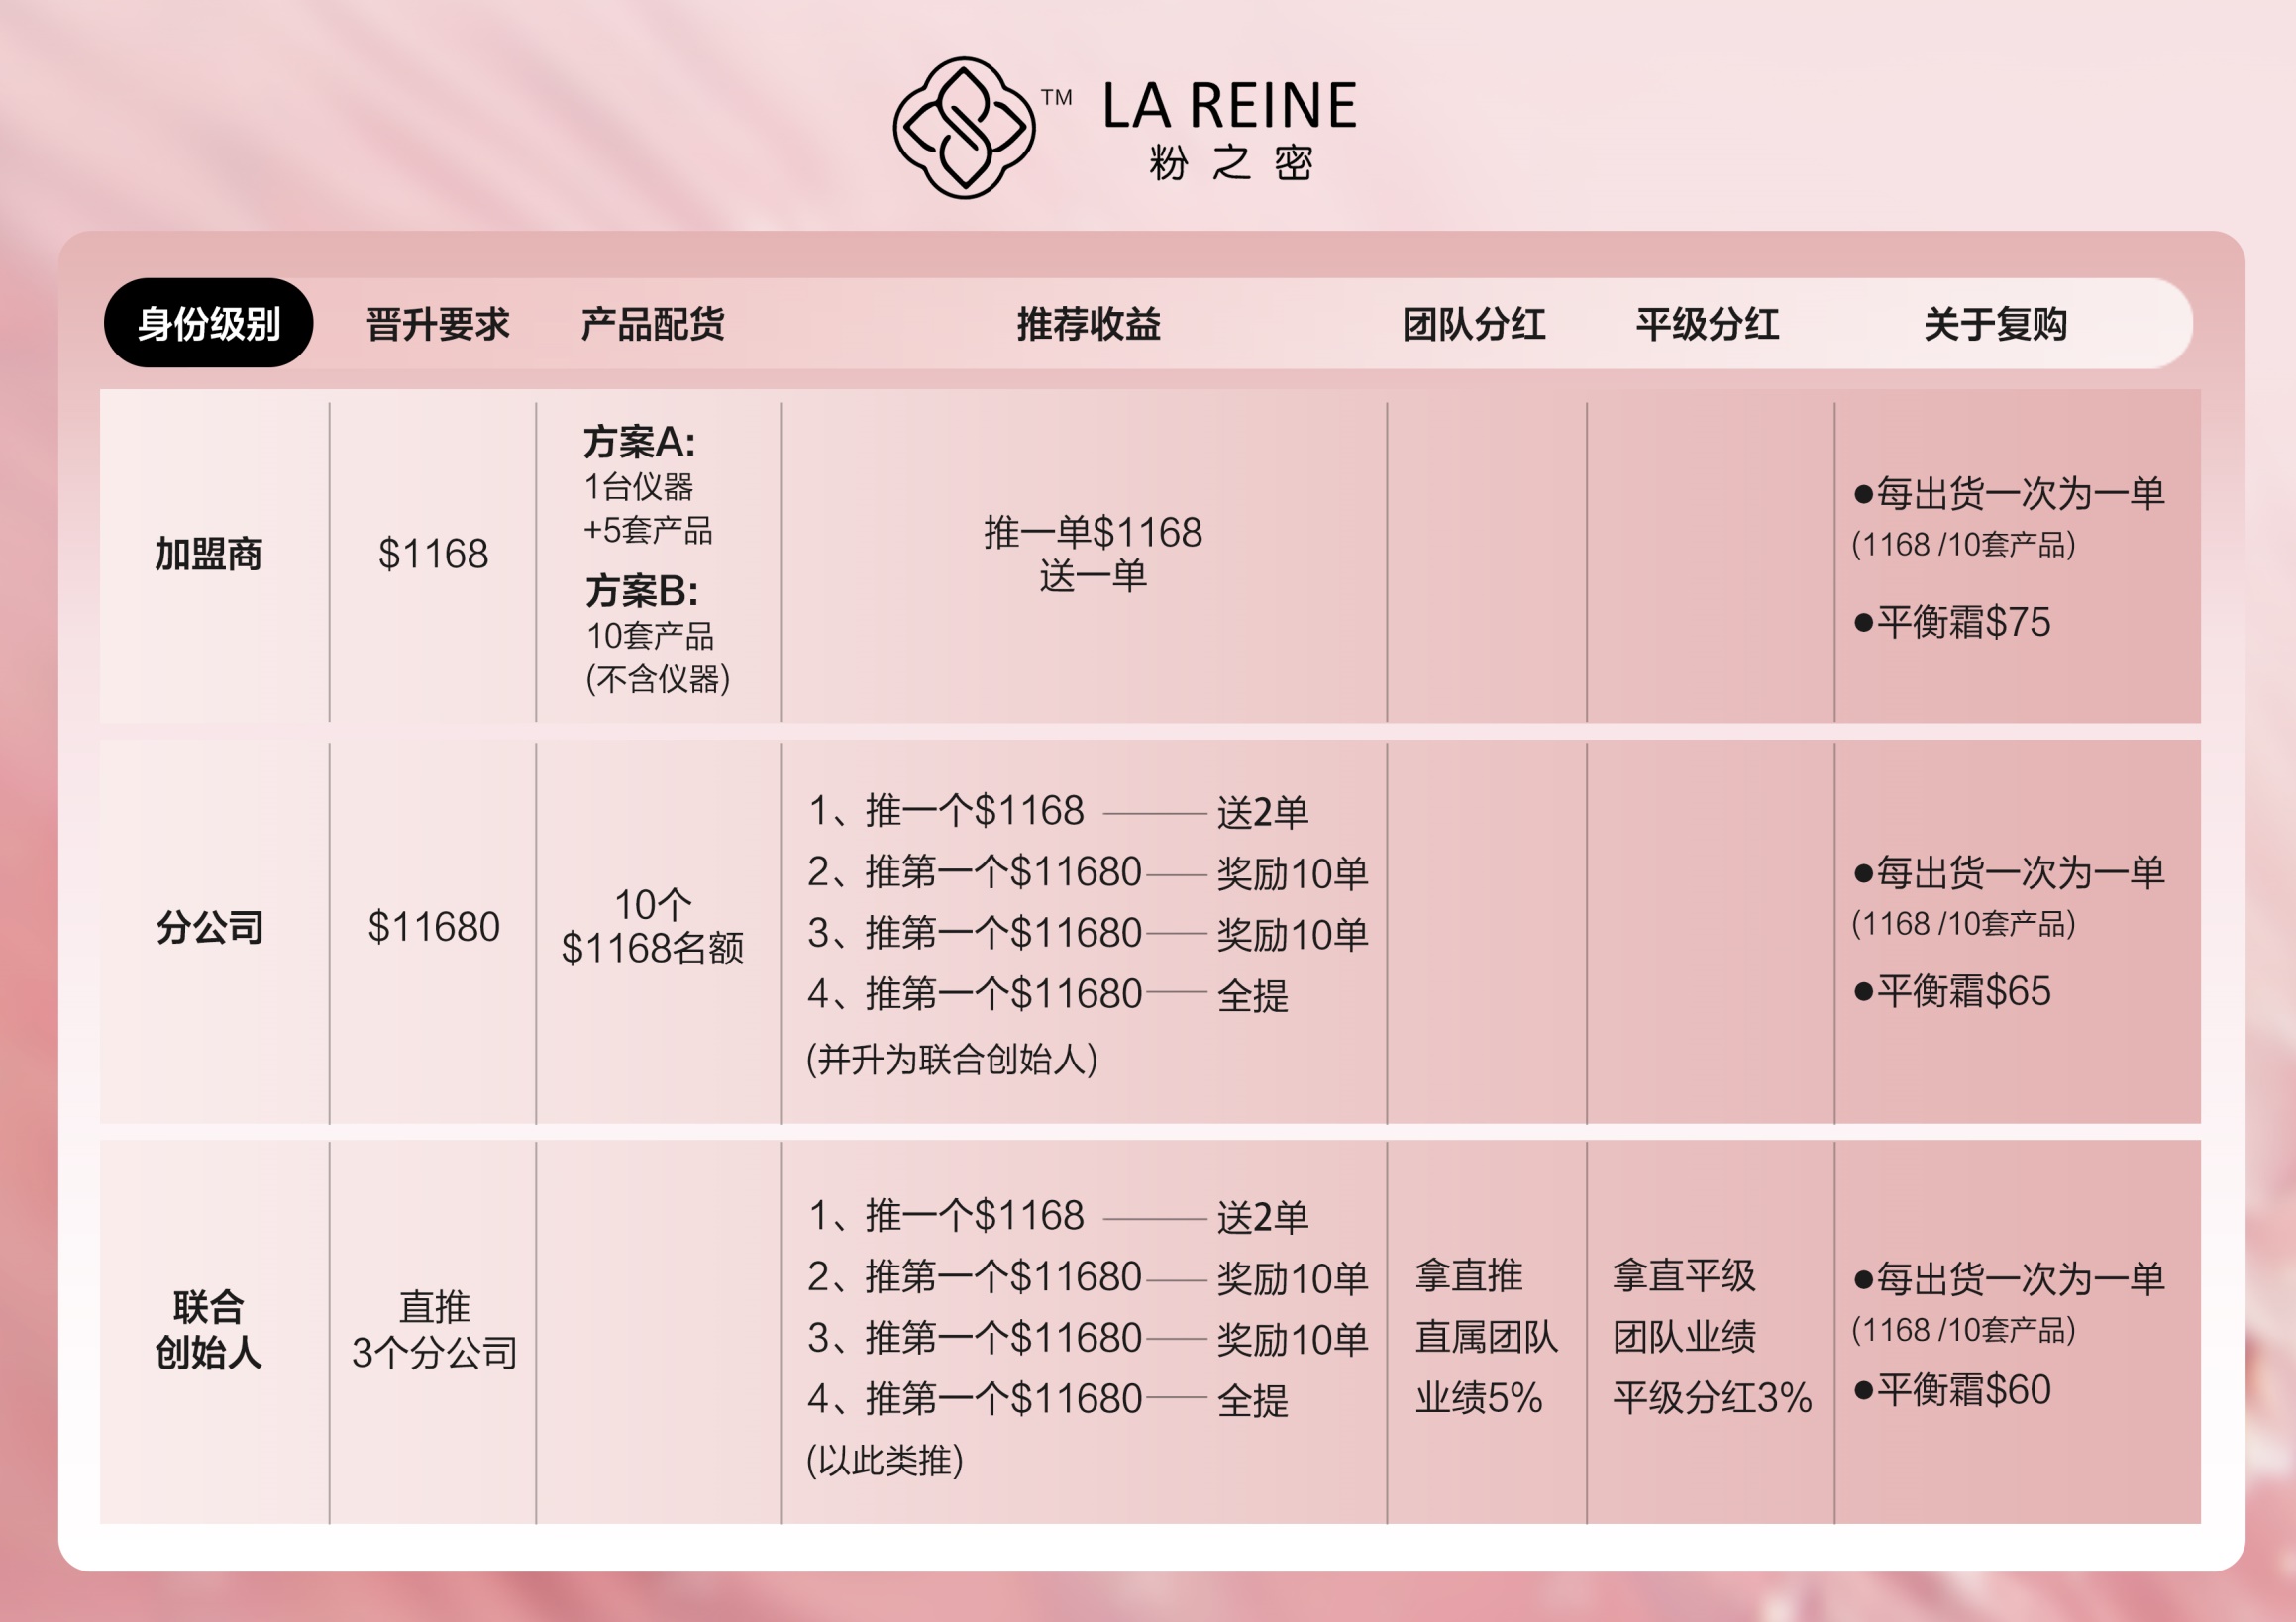 TM
LA REINE
粉之密
身份级别 晋升要求 产品配货 推荐收益 团队分红 平级分红 关于复购
加盟商
$1168
方案A:
1台仪器
+5套产品
方案B:
10套产品
(不含仪器)
推一单$1168
送一单
●每出货一次为一单
(1168 /10套产品)
●平衡霜$75
分公司
$11680
10个
$1168名额
1、推一个$1168 —— 送2单
2、推第一个$11680 —— 奖励10单
3、推第一个$11680 —— 奖励10单
4、推第一个$11680 —— 全提
(并升为联合创始人)
●每出货一次为一单
(1168 /10套产品)
●平衡霜$65
联合
创始人
直推
3个分公司
1、推一个$1168 —— 送2单
2、推第一个$11680 —— 奖励10单
3、推第一个$11680 —— 奖励10单
4、推第一个$11680 —— 全提
(以此类推)
拿直推
直属团队
业绩5%
拿直平级
团队业绩
平级分红3%
●每出货一次为一单
(1168 /10套产品)
●平衡霜$60